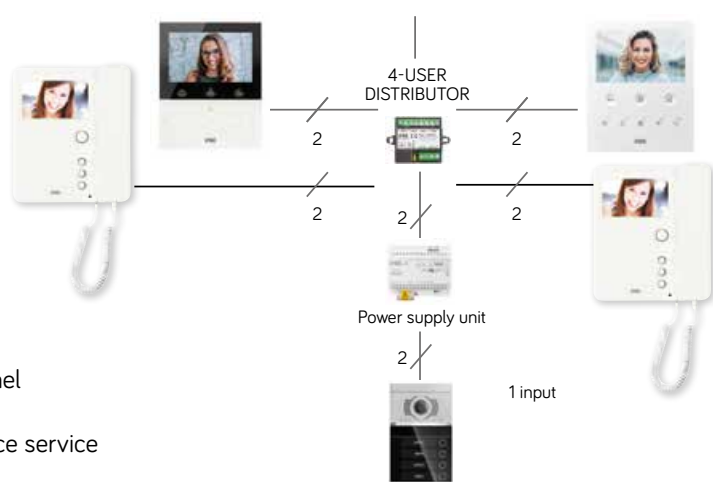 4-USER
DISTRIBUTOR
2
2
2
2
2
Power supply unit
2
1 input
nel
ce service